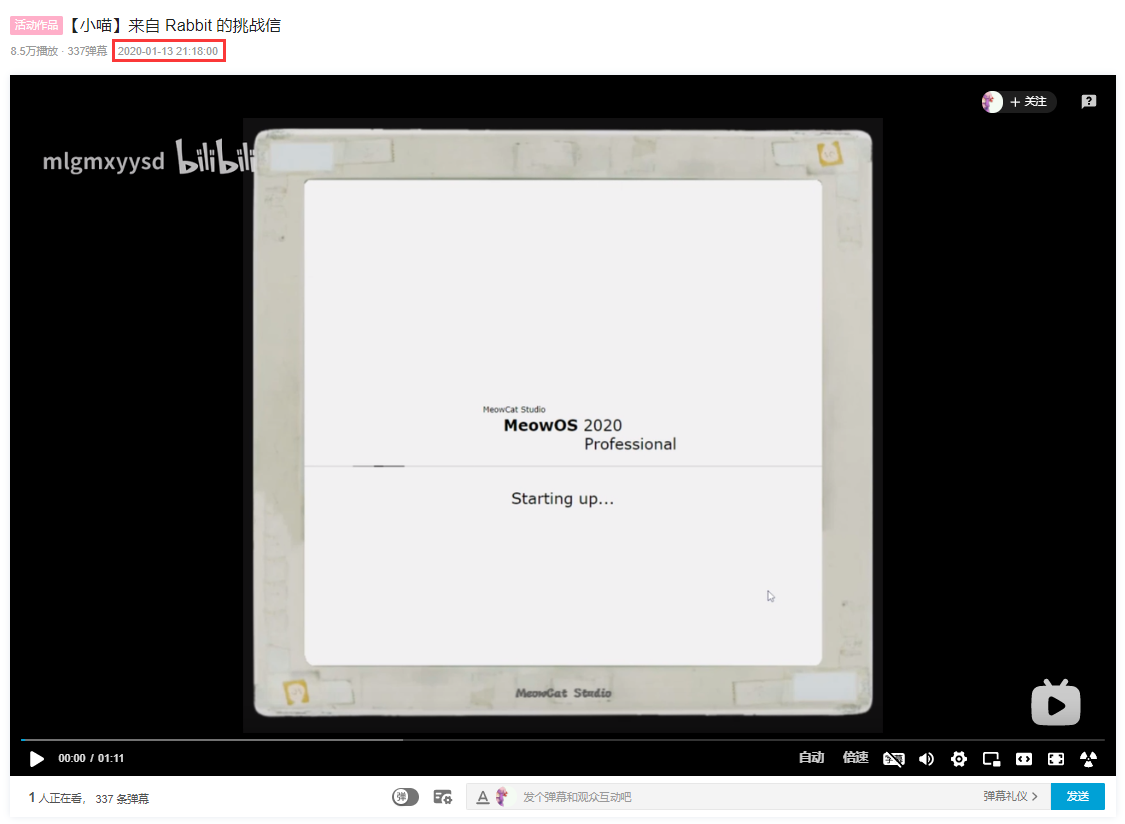 活动作品 【小喵】来自 Rabbit 的挑战信
8.5万播放 · 337弹幕 2020-01-13 21:18:00
+ 关注
?
mlgmxyysd bilibili
MeowCat Studio
MeowOS 2020
Professional
Starting up...
MeowCat Studio
00:00 / 01:11
自动 倍速
1 人正在看, 337 条弹幕
弹
A 发个弹幕和观众互动吧
弹幕礼仪 >
发送